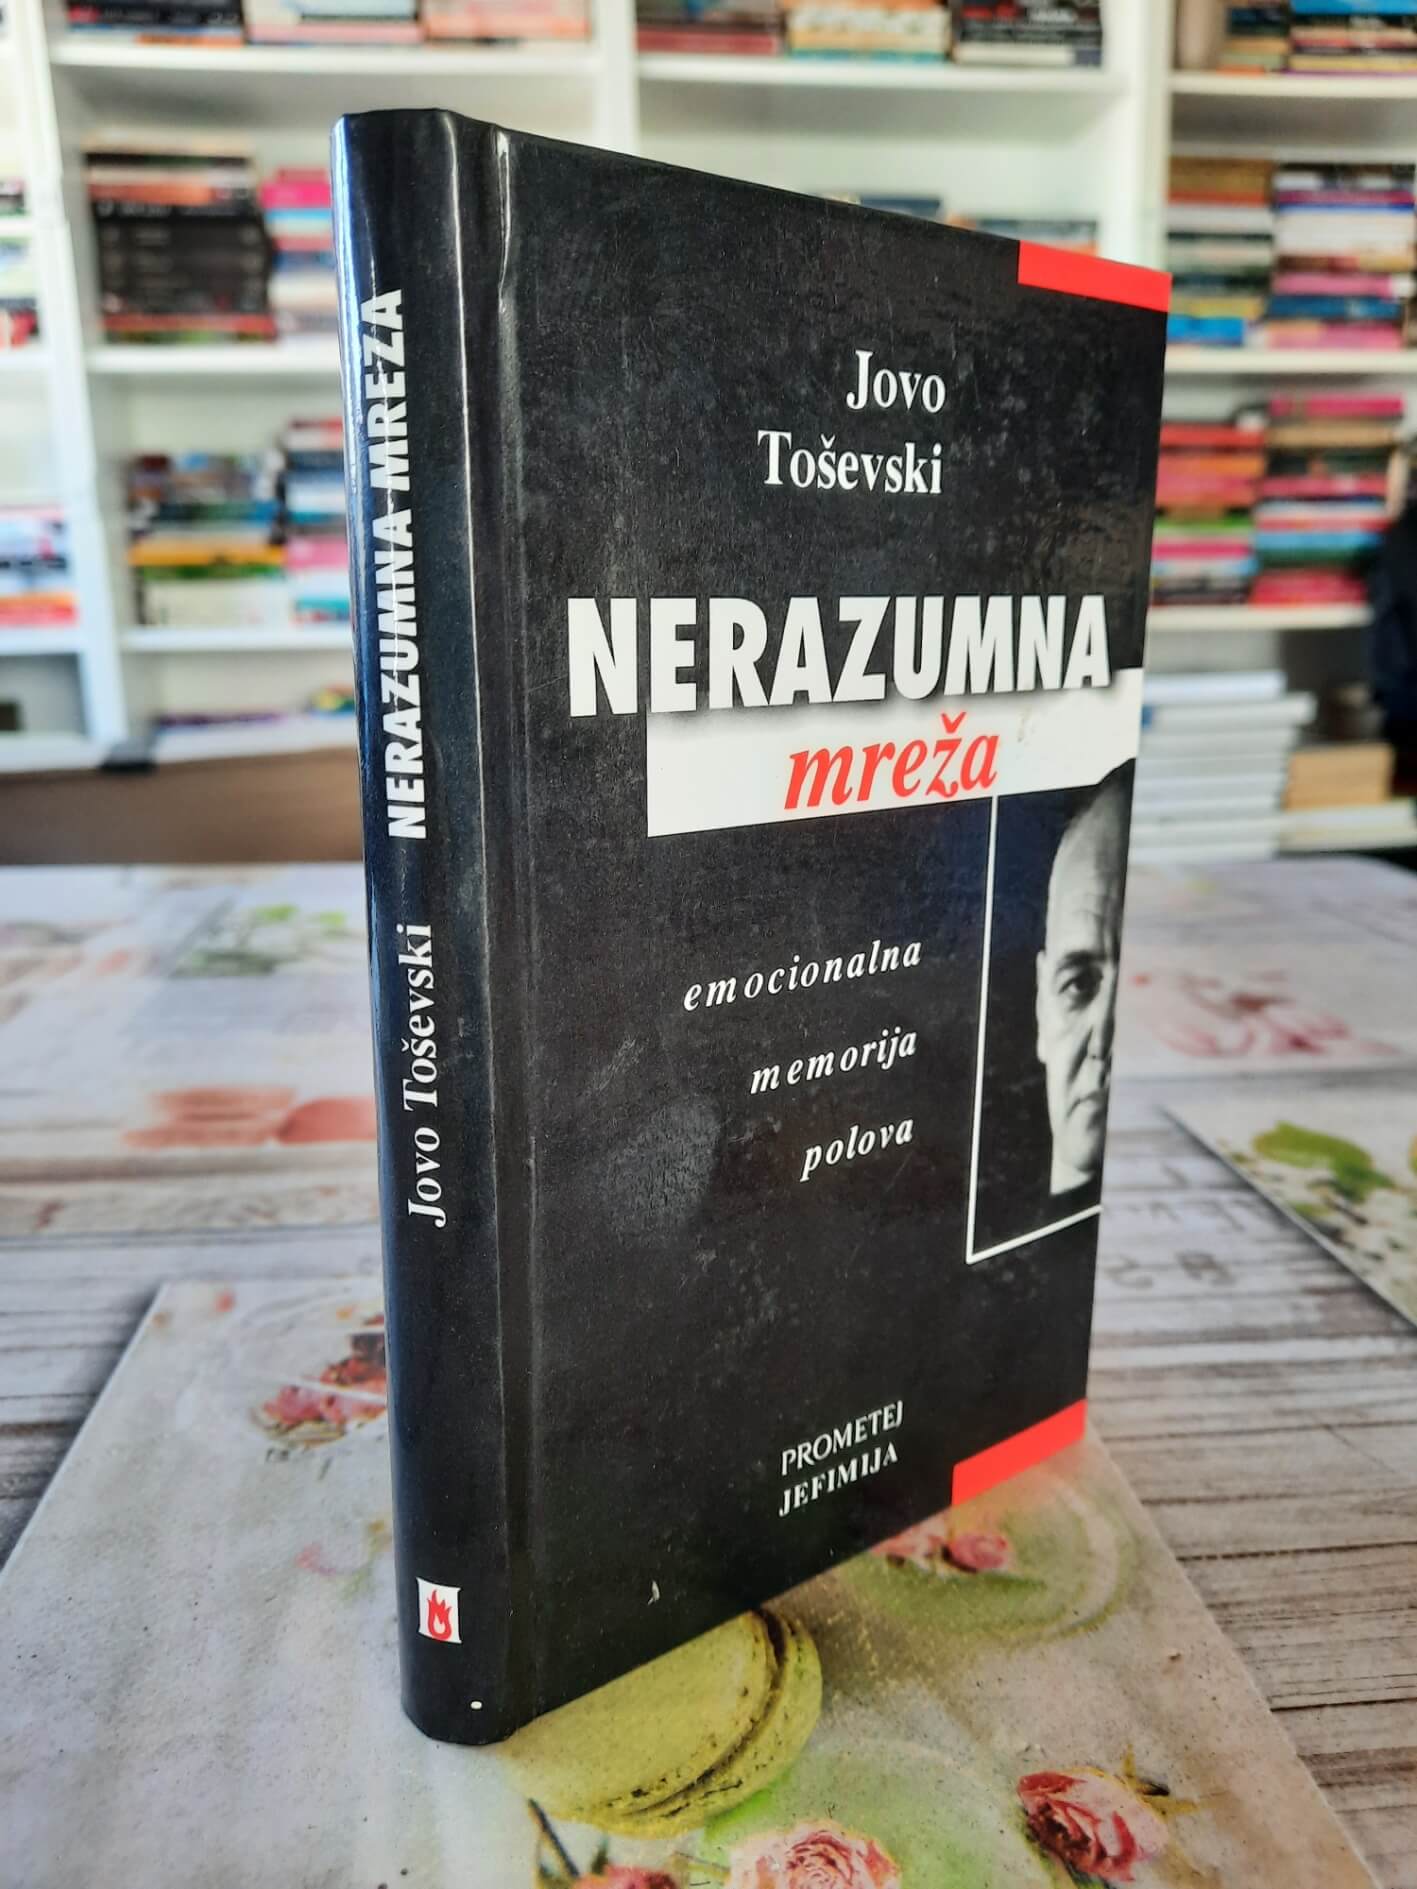 NERAZUMNA MREŽA
Jovo Toševski
Jovo
Toševski
NERAZUMNA
mreža
emocionalna
memorija
polova
PROMETEJ
JEFIMIJA